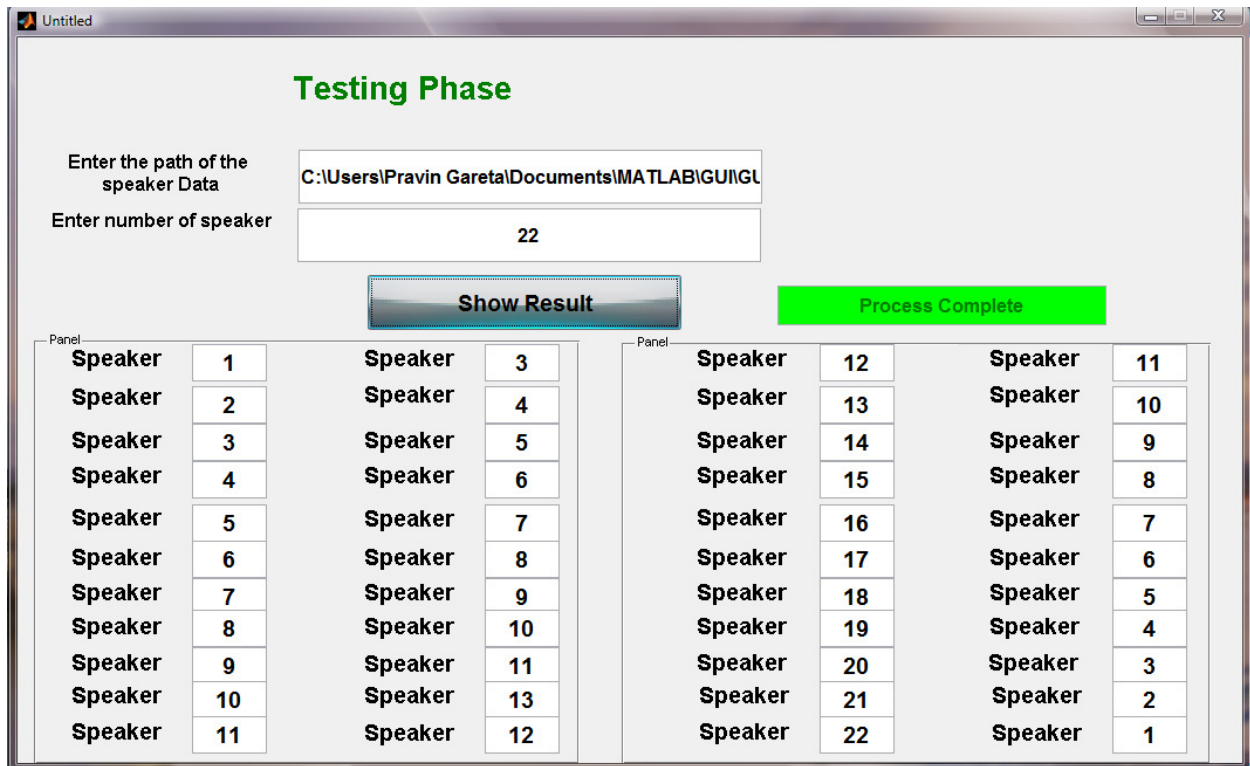 Untitled
Testing Phase
Enter the path of the
speaker Data
C:\Users\Pravin Gareta\Documents\MATLAB\GUI\GU
Enter number of speaker
22
Show Result
Process Complete
Panel
Speaker 1 Speaker 3
Speaker 2 Speaker 4
Speaker 3 Speaker 5
Speaker 4 Speaker 6
Speaker 5 Speaker 7
Speaker 6 Speaker 8
Speaker 7 Speaker 9
Speaker 8 Speaker 10
Speaker 9 Speaker 11
Speaker 10 Speaker 13
Speaker 11 Speaker 12
Panel
Speaker 12 Speaker 11
Speaker 13 Speaker 10
Speaker 14 Speaker 9
Speaker 15 Speaker 8
Speaker 16 Speaker 7
Speaker 17 Speaker 6
Speaker 18 Speaker 5
Speaker 19 Speaker 4
Speaker 20 Speaker 3
Speaker 21 Speaker 2
Speaker 22 Speaker 1